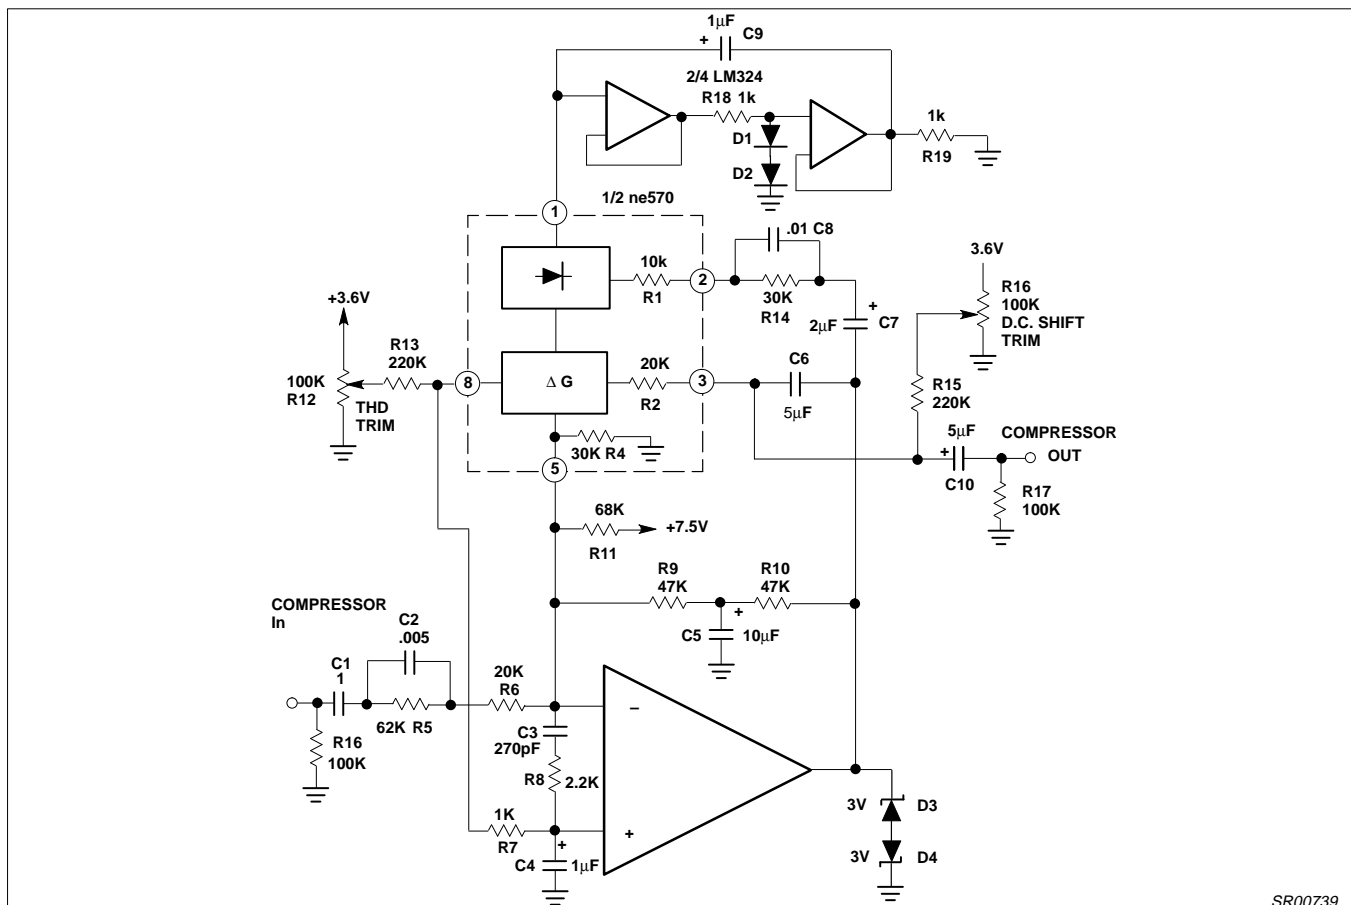 1μF
+ C9
2/4 LM324
R18 1k
D1
D2
1k
R19
1/2 ne570
1
10k
R1
2
.01 C8
30K
R14
+
2μF C7
3.6V
R16
100K
D.C. SHIFT
TRIM
+3.6V
R13
220K
100K
R12
THD
TRIM
8
Δ G
20K
R2
3
C6
5μF
R15
220K
30K R4
5
5μF
+
C10
COMPRESSOR
OUT
R17
100K
68K
+7.5V
R11
R9
47K
R10
47K
+
C5 10μF
COMPRESSOR
In
C2
.005
C1
1
62K R5
R16
100K
20K
R6
C3
270pF
R8 2.2K
1K
R7
+
C4 1μF
−
+
3V D3
3V D4
SR00739